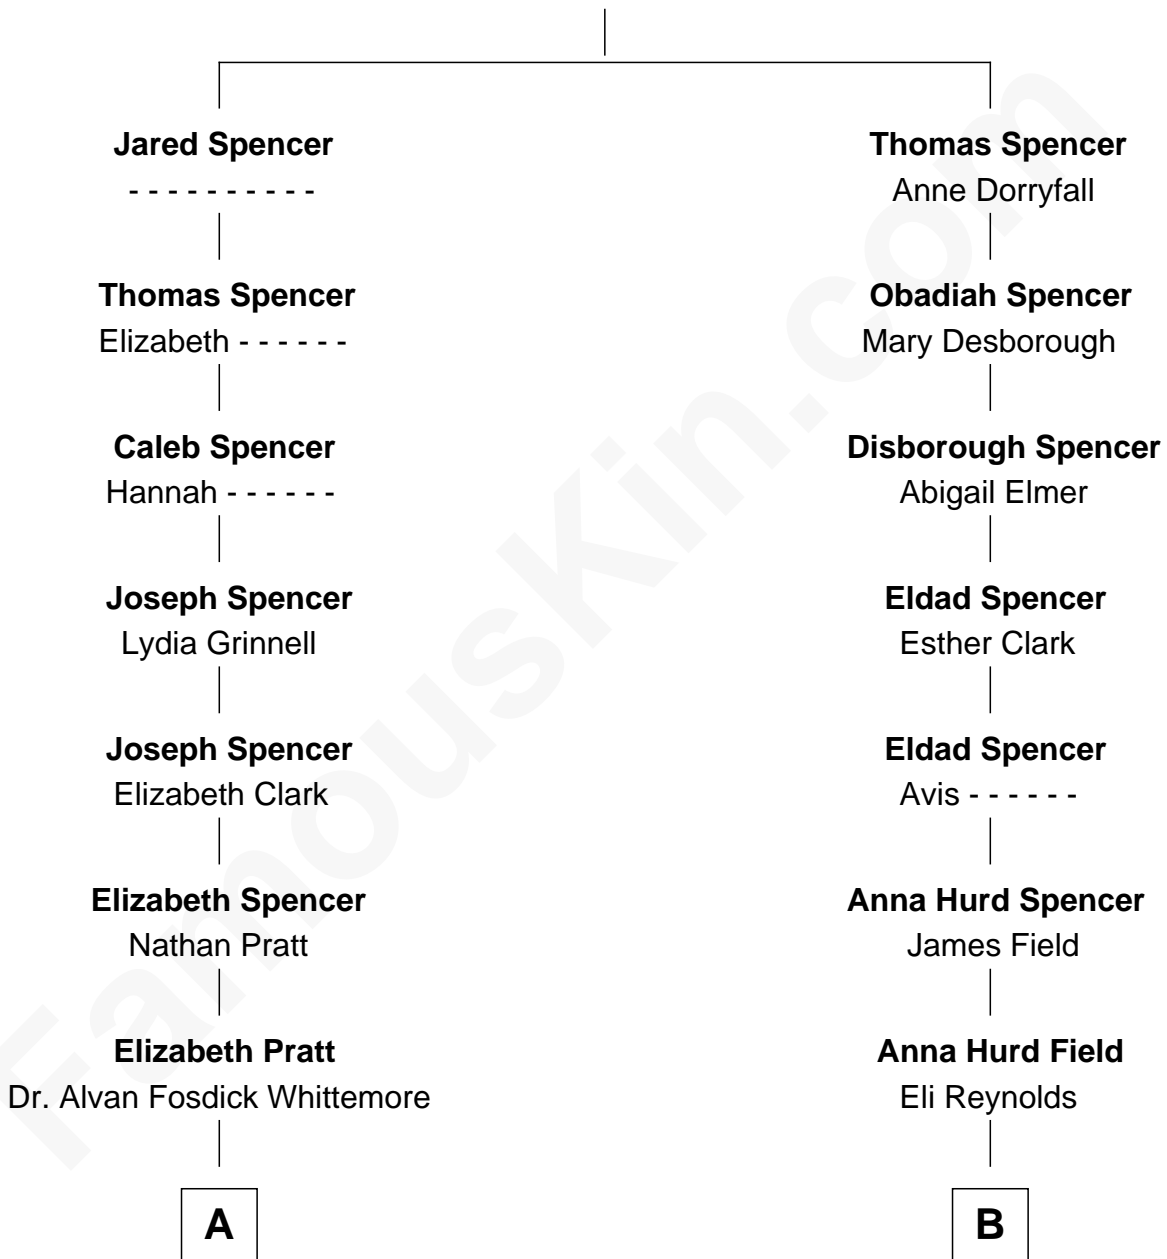 Jared Spencer
- - - - - - - - - -
Thomas Spencer
Elizabeth - - - - - -
Caleb Spencer
Hannah - - - - - -
Joseph Spencer
Lydia Grinnell
Joseph Spencer
Elizabeth Clark
Elizabeth Spencer
Nathan Pratt
Elizabeth Pratt
Dr. Alvan Fosdick Whittemore
A
Thomas Spencer
Anne Dorryfall
Obadiah Spencer
Mary Desborough
Disborough Spencer
Abigail Elmer
Eldad Spencer
Esther Clark
Eldad Spencer
Avis - - - - - -
Anna Hurd Spencer
James Field
Anna Hurd Field
Eli Reynolds
B
FamousKin.com